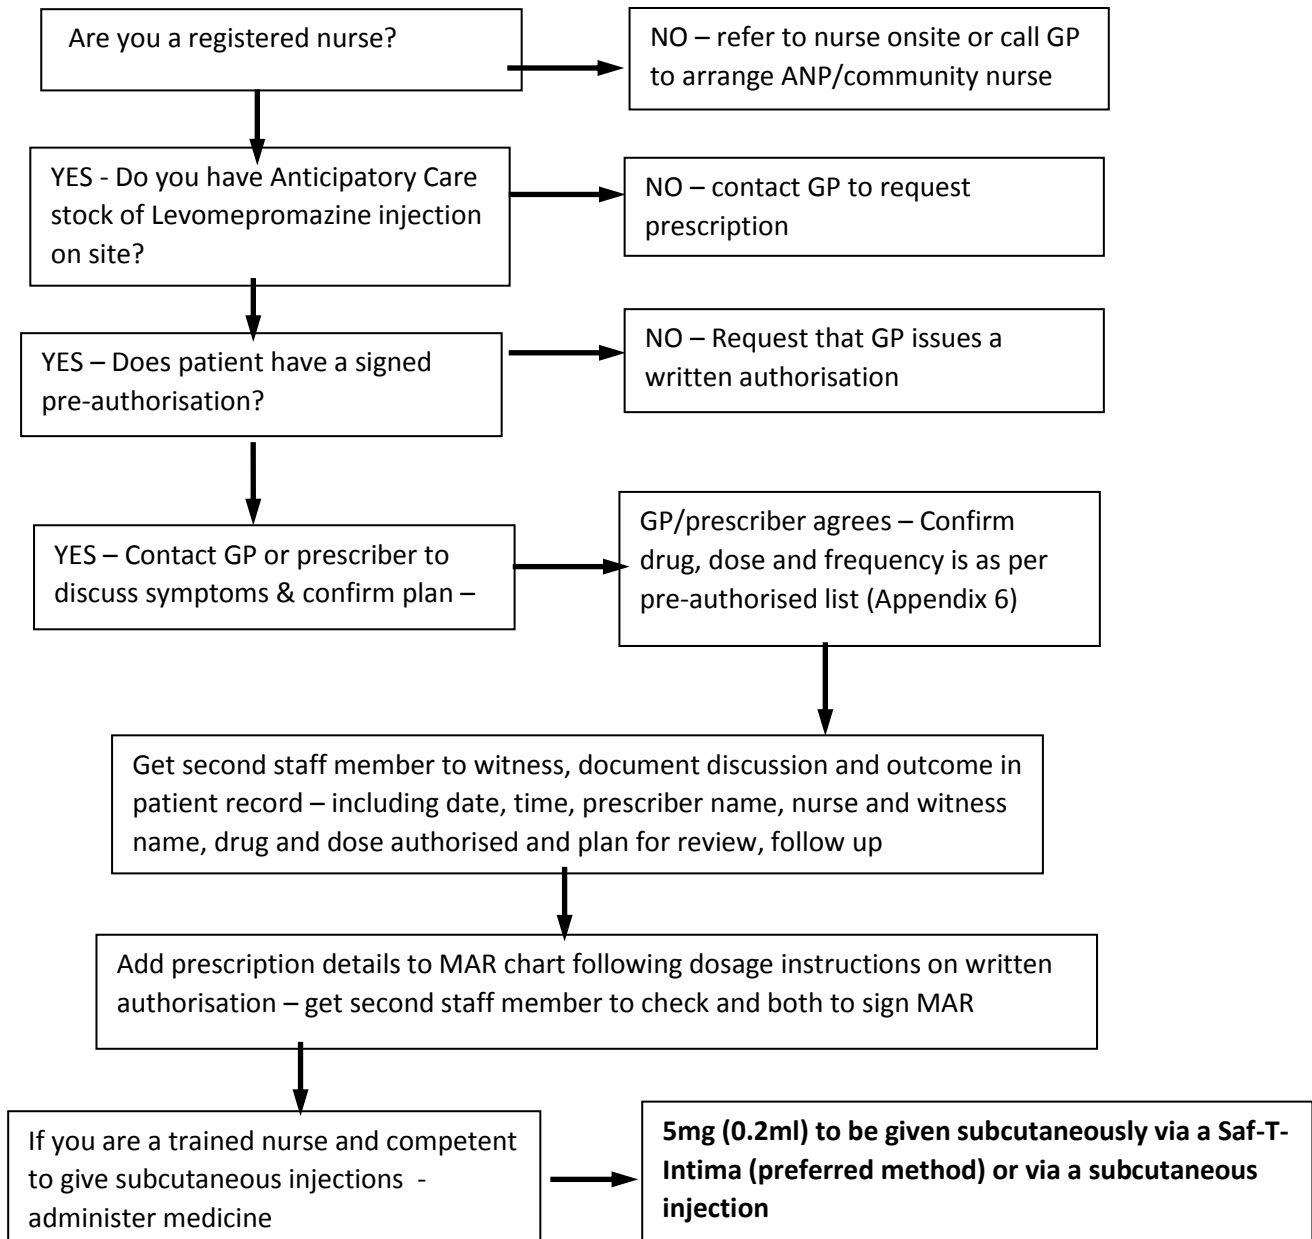 Are you a registered nurse?
NO – refer to nurse onsite or call GP
to arrange ANP/community nurse
YES - Do you have Anticipatory Care
stock of Levomepromazine injection
on site?
NO – contact GP to request
prescription
YES – Does patient have a signed
pre-authorisation?
NO – Request that GP issues a
written authorisation
YES – Contact GP or prescriber to
discuss symptoms & confirm plan –
GP/prescriber agrees – Confirm
drug, dose and frequency is as per
pre-authorised list (Appendix 6)
Get second staff member to witness, document discussion and outcome in
patient record – including date, time, prescriber name, nurse and witness
name, drug and dose authorised and plan for review, follow up
Add prescription details to MAR chart following dosage instructions on written
authorisation – get second staff member to check and both to sign MAR
If you are a trained nurse and competent
to give subcutaneous injections -
administer medicine
5mg (0.2ml) to be given subcutaneously via a Saf-T-
Intima (preferred method) or via a subcutaneous
injection